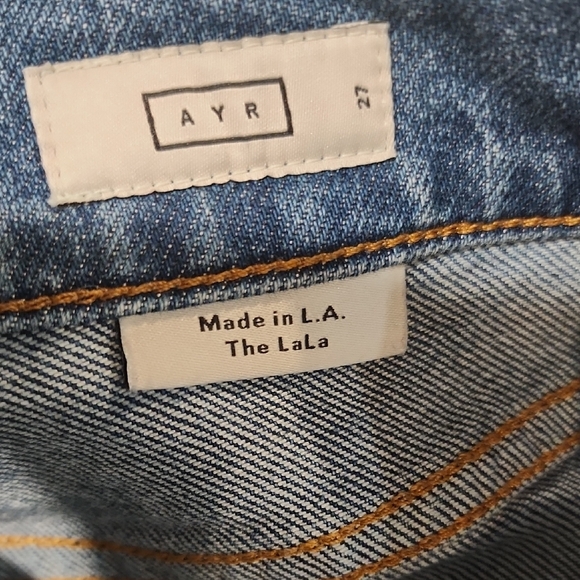 AYR
27
Made in L.A.
The LaLa